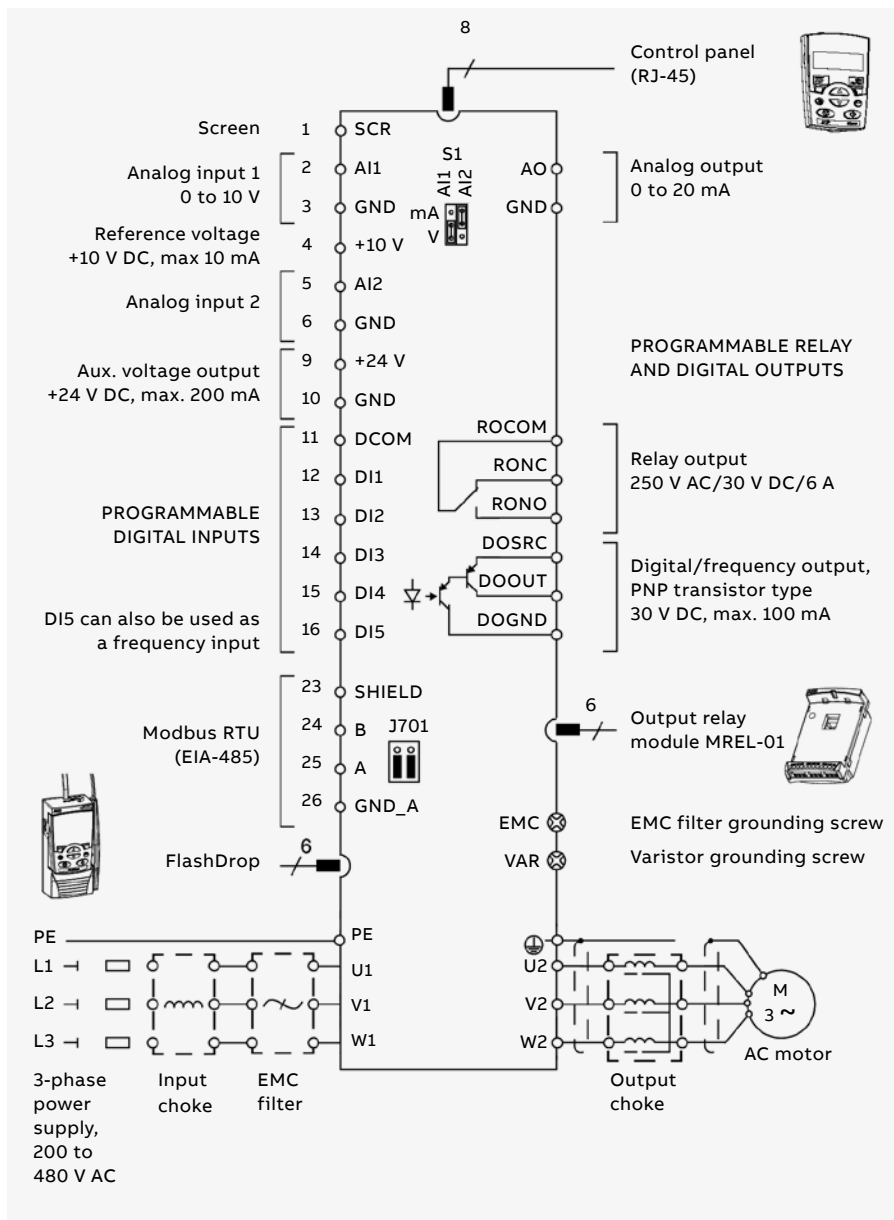 8
Control panel
(RJ-45)
Screen 1 SCR
Analog input 1
0 to 10 V
2 AI1
3 GND
Reference voltage
+10 V DC, max 10 mA
4 +10 V
Analog input 2
5 AI2
6 GND
Aux. voltage output
+24 V DC, max. 200 mA
9 +24 V
10 GND
11 DCOM
12 DI1
PROGRAMMABLE
DIGITAL INPUTS
13 DI2
14 DI3
15 DI4
DI5 can also be used as
a frequency input
16 DI5
23 SHIELD
Modbus RTU
(EIA-485)
24 B
25 A
26 GND_A
J701
FlashDrop 6
S1
AI1
AI2
mA
V
AO
GND
Analog output
0 to 20 mA
PROGRAMMABLE RELAY
AND DIGITAL OUTPUTS
ROCOM
RONC
RONO
Relay output
250 V AC/30 V DC/6 A
DOSRC
DOOUT
DOGND
Digital/frequency output,
PNP transistor type
30 V DC, max. 100 mA
6
Output relay
module MREL-01
EMC EMC filter grounding screw
VAR Varistor grounding screw
PE PE
L1 U1 U2
L2 V1 V2
L3 W1 W2
M
3 ~
AC motor
3-phase
power
supply,
200 to
480 V AC
Input
choke
EMC
filter
Output
choke